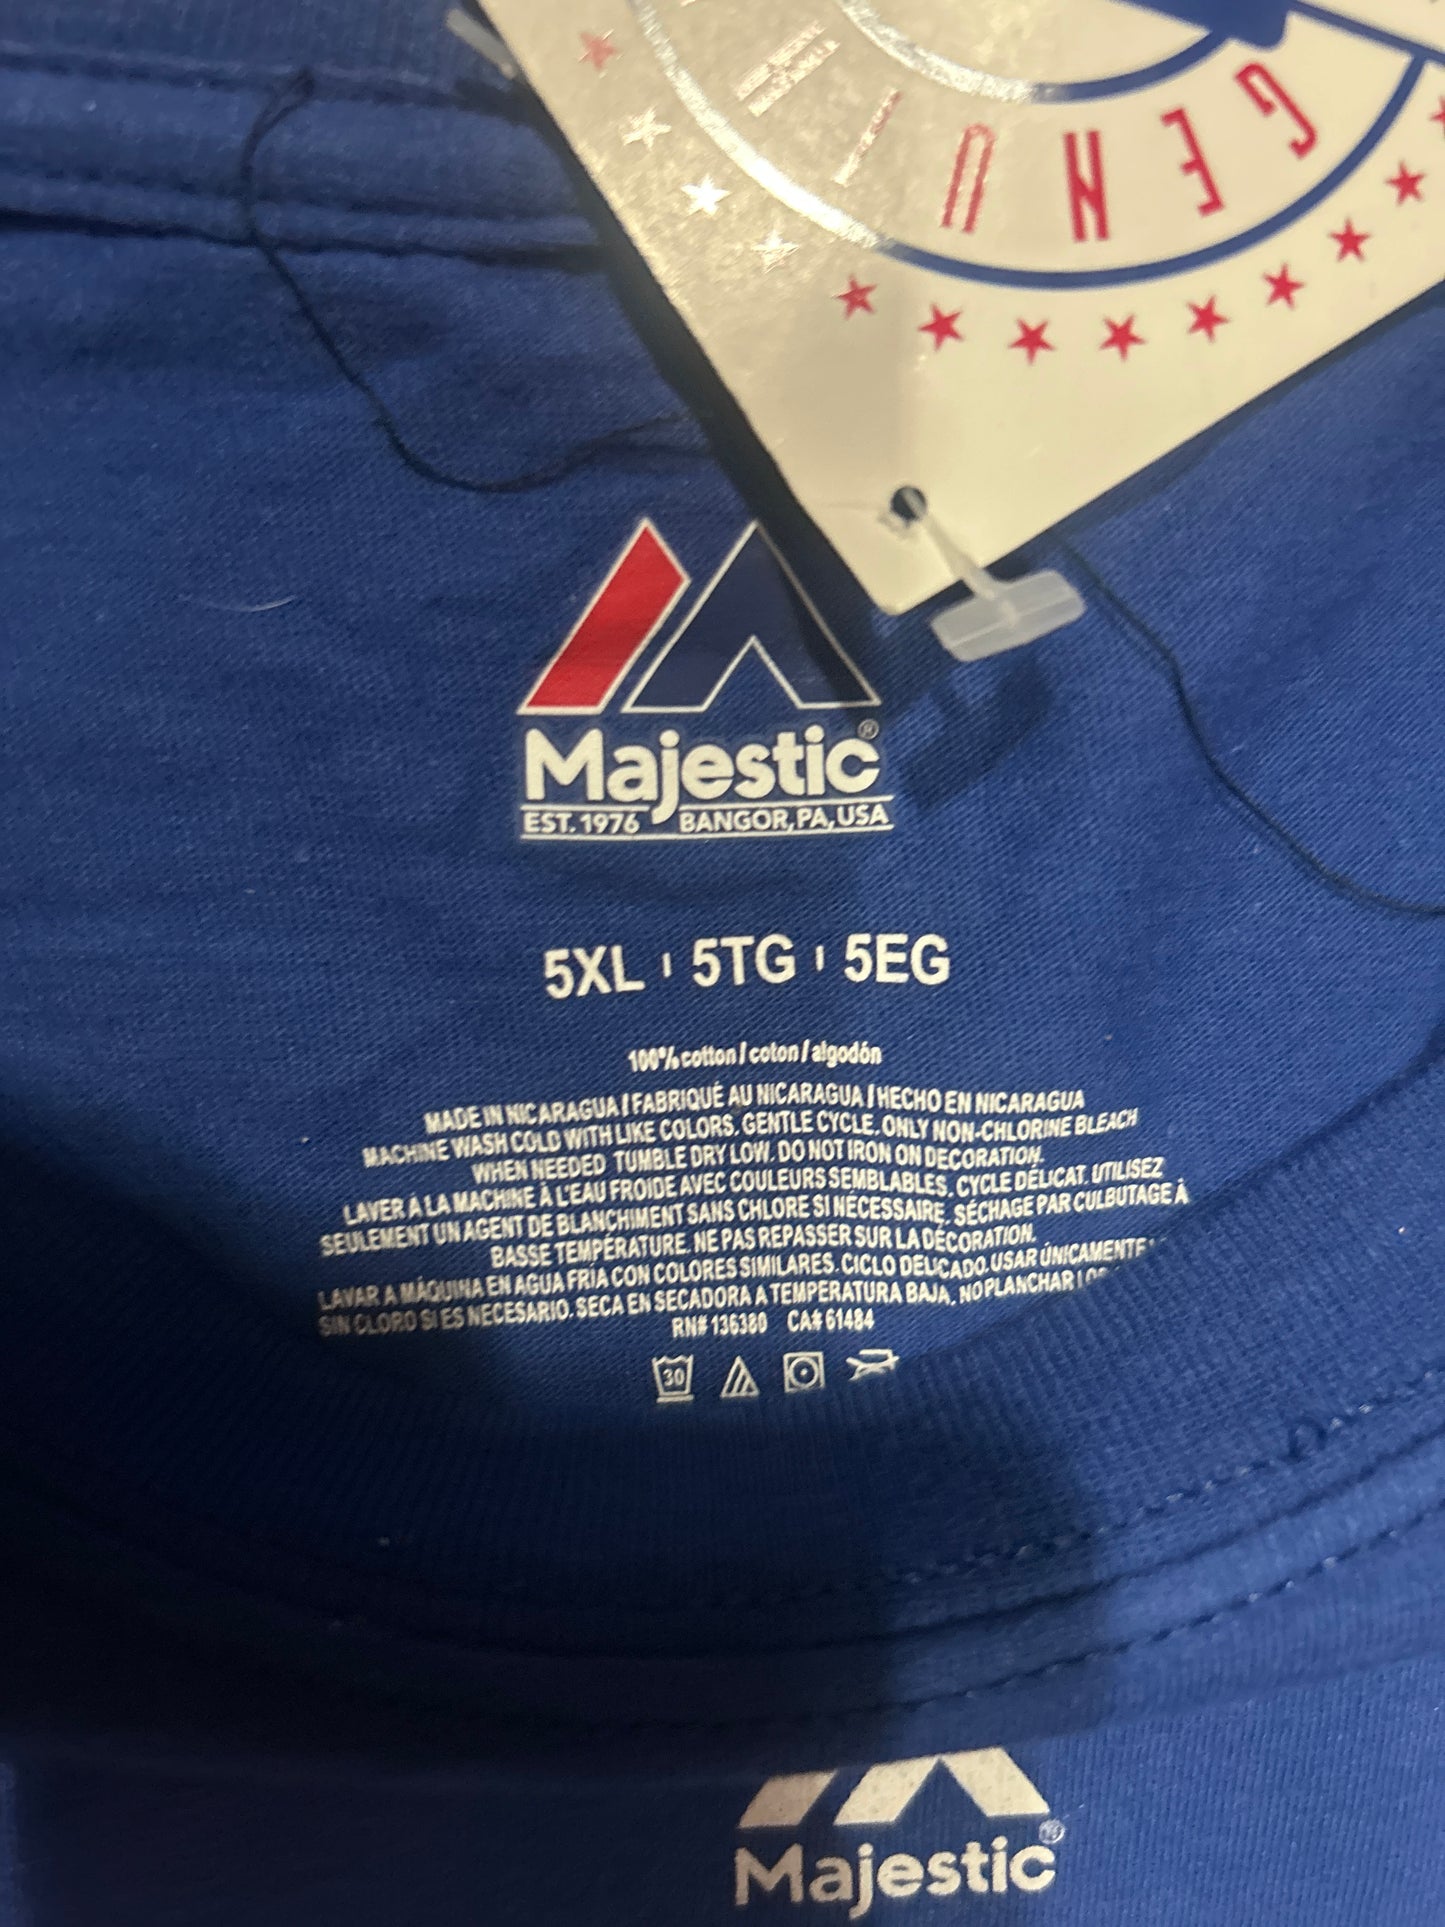 GENUI
Majestic®
EST. 1976 BANGOR, PA, USA
5XL | 5TG | 5EG
100% cotton / coton / algodón
MADE IN NICARAGUA / FABRIQUÉ AU NICARAGUA / HECHO EN NICARAGUA
MACHINE WASH COLD WITH LIKE COLORS. GENTLE CYCLE. ONLY NON-CHLORINE BLEACH
WHEN NEEDED TUMBLE DRY LOW. DO NOT IRON ON DECORATION.
LAVER À LA MACHINE À L'EAU FROIDE AVEC COULEURS SEMBLABLES. CYCLE DÉLICAT. UTILISEZ
SEULEMENT UN AGENT DE BLANCHIMENT SANS CHLORE SI NÉCESSAIRE. SÉCHAGE PAR CULBUTAGE À
BASSE TEMPÉRATURE. NE PAS REPASSER SUR LA DÉCORATION.
LAVAR A MÁQUINA EN AGUA FRÍA CON COLORES SIMILARES. CICLO DELICADO. USAR ÚNICAMENTE
SIN CLORO SI ES NECESARIO. SECA EN SECADORA A TEMPERATURA BAJA. NO PLANCHAR
RN# 136380 CA# 61484
30
Majestic®